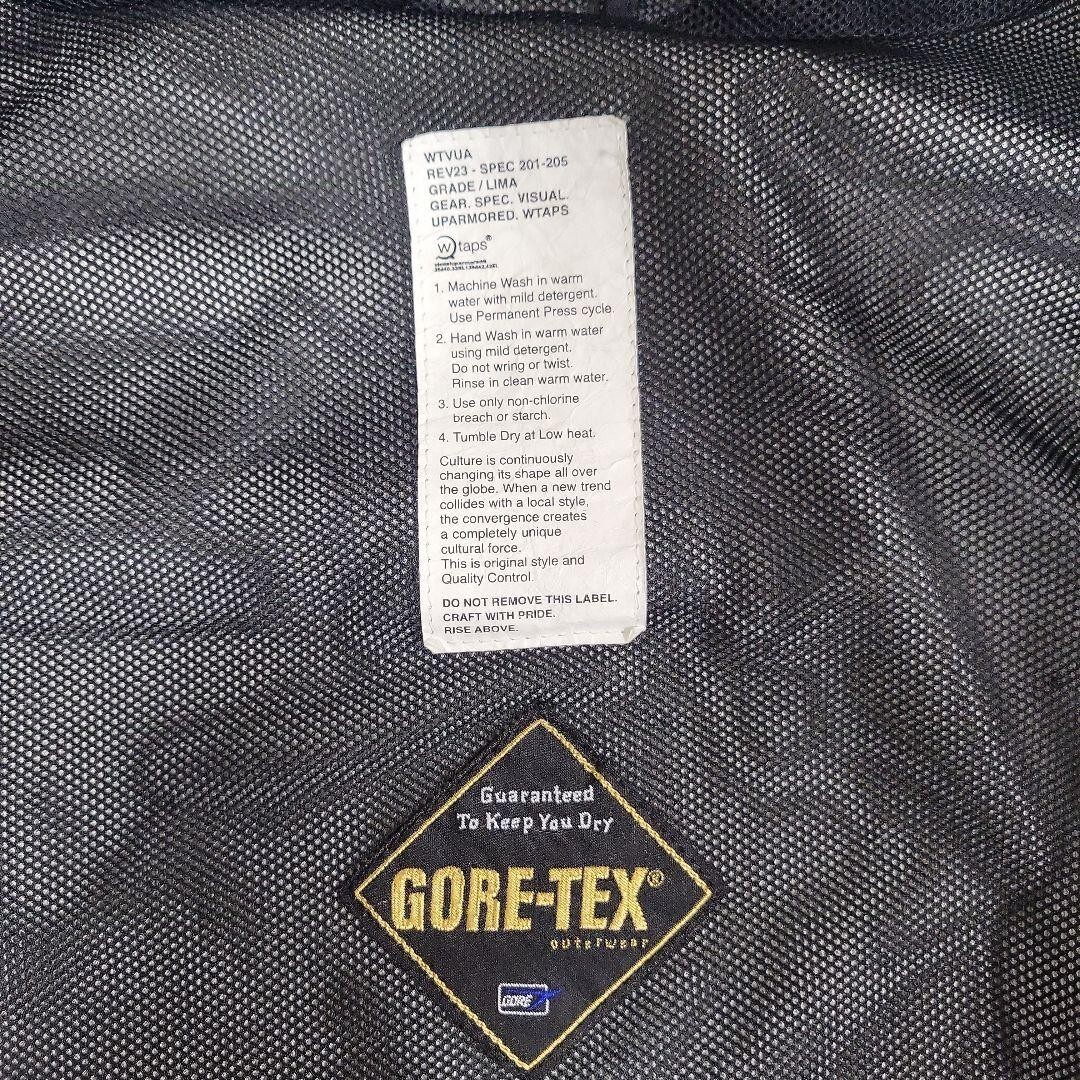 WTVUA
REV23 - SPEC 201-205
GRADE / LIMA
GEAR. SPEC. VISUAL.
UPARMORED. WTAPS
Wtaps®
1. Machine Wash in warm
water with mild detergent.
Use Permanent Press cycle.
2. Hand Wash in warm water
using mild detergent.
Do not wring or twist.
Rinse in clean warm water.
3. Use only non-chlorine
breach or starch.
4. Tumble Dry at Low heat.
Culture is continuously
changing its shape all over
the globe. When a new trend
collides with a local style,
the convergence creates
a completely unique
cultural force.
This is original style and
Quality Control.
DO NOT REMOVE THIS LABEL.
CRAFT WITH PRIDE.
RISE ABOVE.
Guaranteed
To Keep You Dry
GORE-TEX®
outerwear
GORE